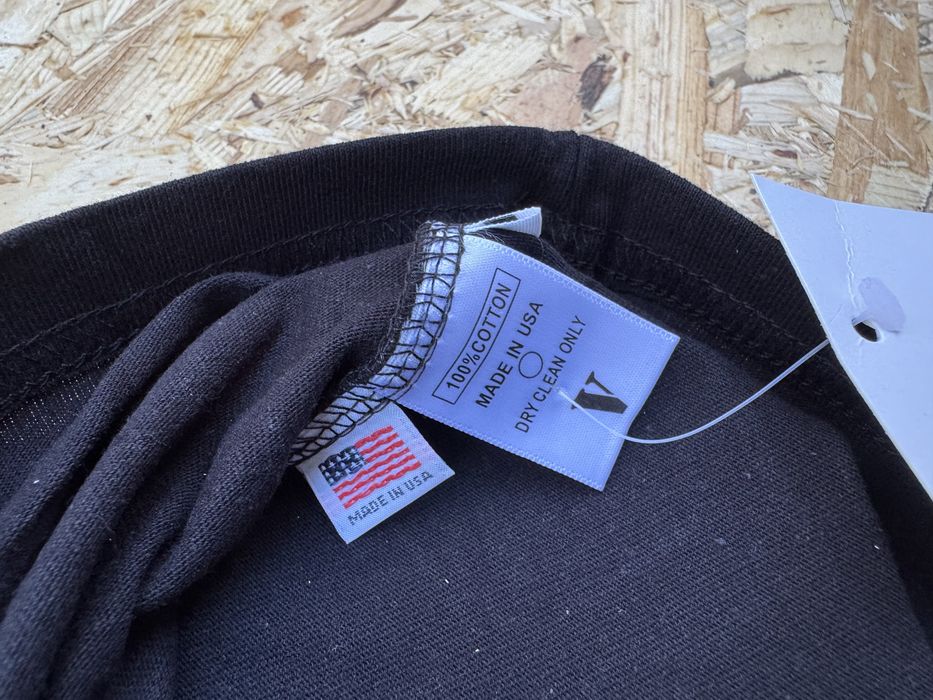 100%COTTON
MADE IN USA
DRY CLEAN ONLY
W
MADE IN USA